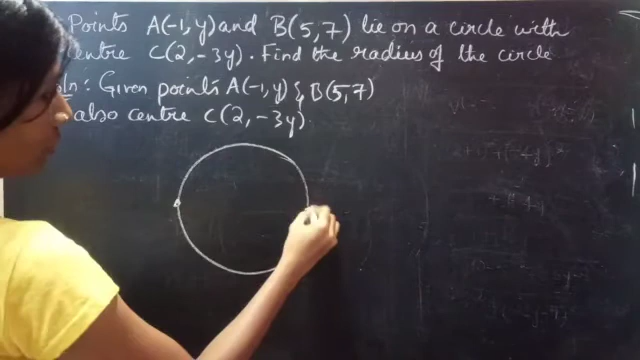 Points A(-1, y) and B(5, 7) lie on a circle with
centre C(2, -3y). Find the radius of the circle
Soln: Given points A(-1, y) & B(5, 7)
also centre C(2, -3y).